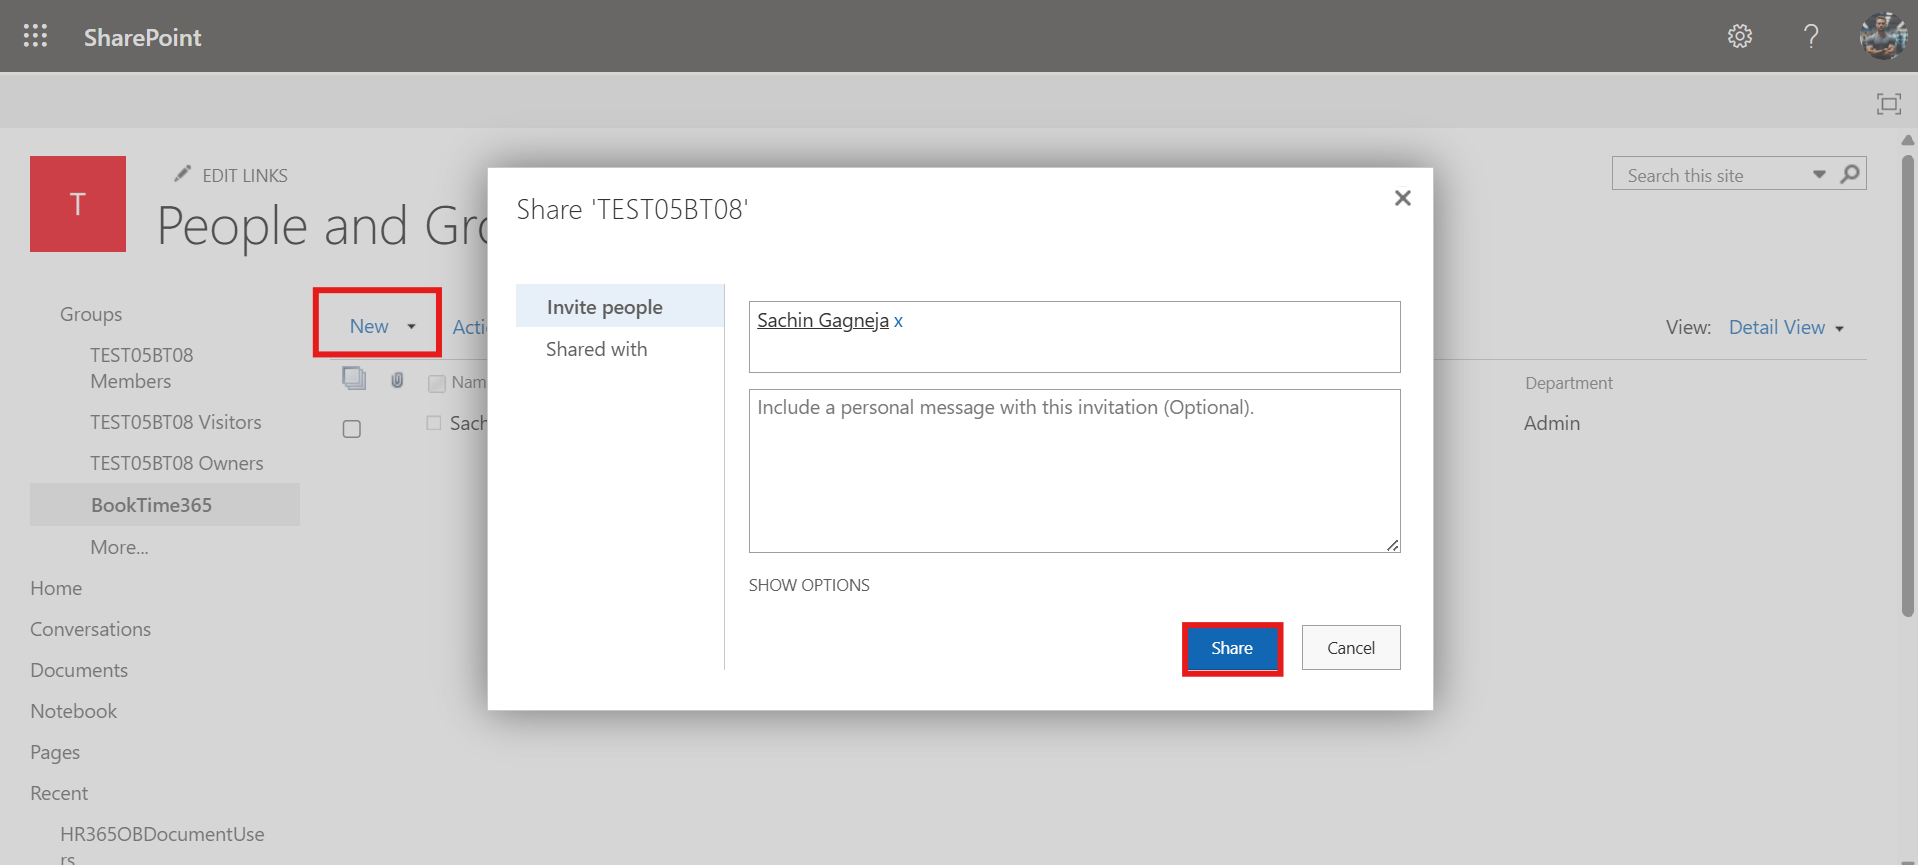 SharePoint
EDIT LINKS
Search this site
T
People and Gro
Share 'TEST05BT08'
Groups
TEST05BT08
Members
TEST05BT08 Visitors
TEST05BT08 Owners
BookTime365
More...
Home
Conversations
Documents
Notebook
Pages
Recent
HR365OBDocumentUse
rs
New
Acti
View: Detail View
Nam
Department
Sach
Admin
Invite people
Shared with
Sachin Gagneja x
Include a personal message with this invitation (Optional).
SHOW OPTIONS
Share
Cancel